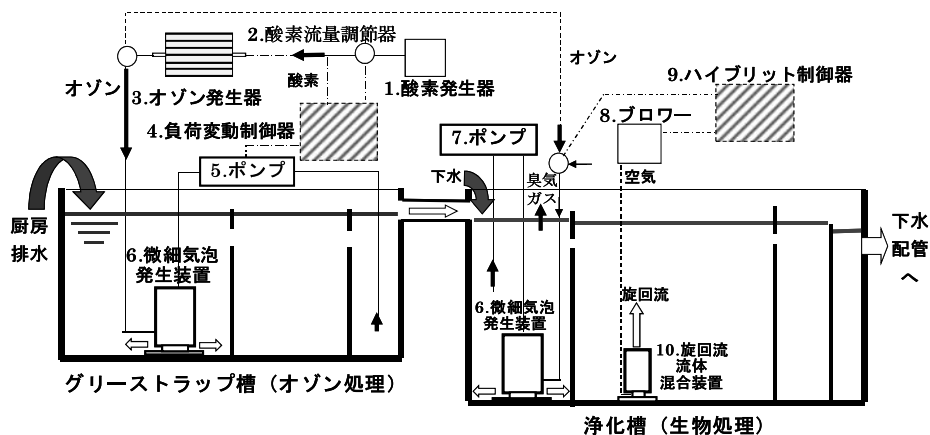 2.酸素流量調節器
オゾン
酸素
オゾン
9.ハイブリット制御器
1.酸素発生器
3.オゾン発生器
8.ブロワー
4.負荷変動制御器
7.ポンプ
5.ポンプ
下水
臭気
ガス
空気
厨房
排水
下水
配管
へ
6.微細気泡
発生装置
旋回流
6.微細気泡
発生装置
10.旋回流
流体
混合装置
グリーストラップ槽（オゾン処理）
浄化槽（生物処理）